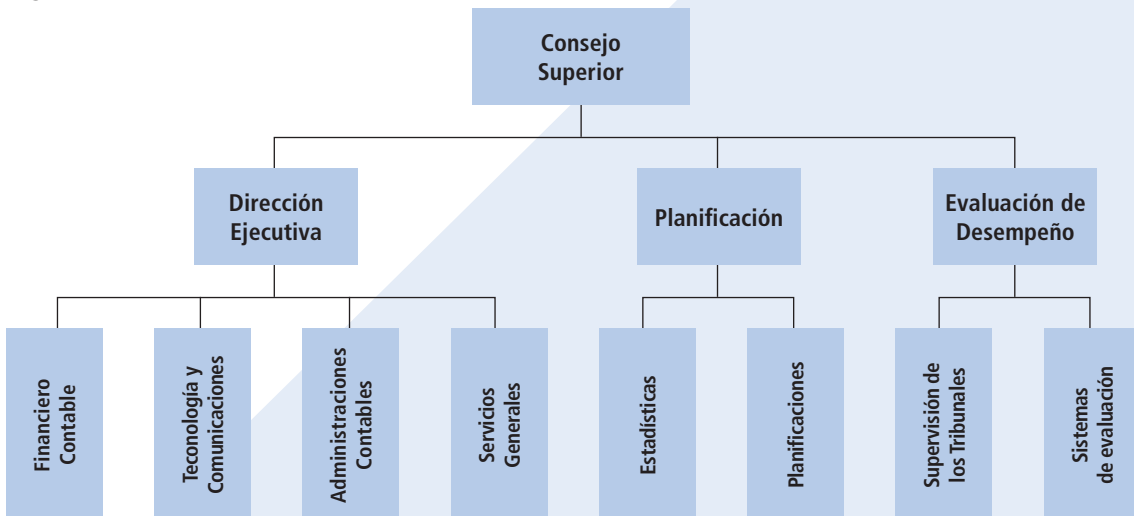 Consejo
Superior
Dirección
Ejecutiva
Planificación
Evaluación de
Desempeño
Financiero
Contable
Teconología y
Comunicaciones
Administraciones
Contables
Servicios
Generales
Estadísticas
Planificaciones
Supervisión de
los Tribunales
Sistemas
de evaluación